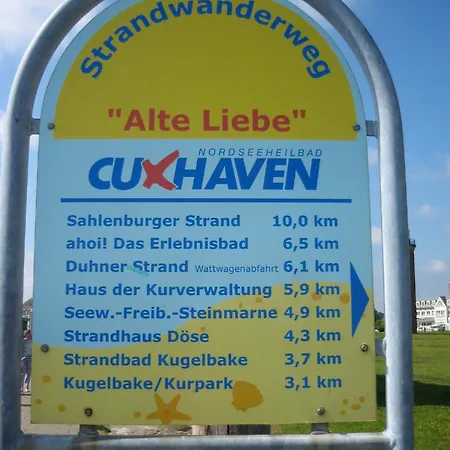 Strandwanderweg
"Alte Liebe"
NORDSEEHEILBAD
CUXHAVEN
Sahlenburger Strand 10,0 km
ahoi! Das Erlebnisbad 6,5 km
Duhner Strand Wattwagenabfahrt 6,1 km
Haus der Kurverwaltung 5,9 km
Seew.-Freib.-Steinmarne 4,9 km
Strandhaus Döse 4,3 km
Strandbad Kugelbake 3,7 km
Kugelbake/Kurpark 3,1 km